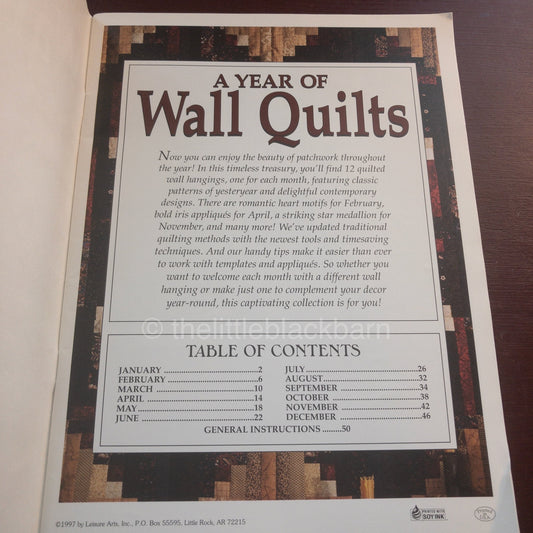 A YEAR OF
Wall Quilts
Now you can enjoy the beauty of patchwork throughout
the year! In this timeless treasury, you'll find 12 quilted
wall hangings, one for each month, featuring classic
patterns of yesteryear and delightful contemporary
designs. There are romantic heart motifs for February,
bold iris appliqués for April, a striking star medallion for
November, and many more! We've updated traditional
quilting methods with the newest tools and timesaving
techniques. And our handy tips make it easier than ever
to work with templates and appliqués. So whether you
want to welcome each month with a different wall
hanging or make just one to complement your decor
year-round, this captivating collection is for you!
© thelittleblackbarn
TABLE OF CONTENTS
JANUARY ................................2
FEBRUARY ..............................6
MARCH ................................10
APRIL ..................................14
MAY.....................................18
JUNE ...................................22
JULY .....................................26
AUGUST..................................32
SEPTEMBER ............................34
OCTOBER ...............................38
NOVEMBER .............................42
DECEMBER ..............................46
GENERAL INSTRUCTIONS .........50
©1997 by Leisure Arts, Inc., P.O. Box 55595, Little Rock, AR 72215
PRINTED WITH
SOY INK
Printed
in
U.S.A.